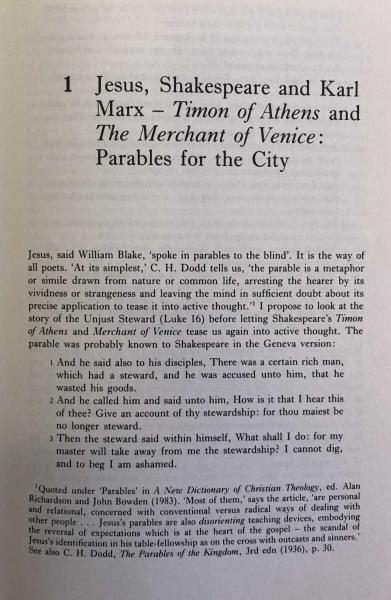 1 Jesus, Shakespeare and Karl
Marx – Timon of Athens and
The Merchant of Venice:
Parables for the City
Jesus, said William Blake, 'spoke in parables to the blind'. It is the way of
all poets. 'At its simplest,' C. H. Dodd tells us, 'the parable is a metaphor
or simile drawn from nature or common life, arresting the hearer by its
vividness or strangeness and leaving the mind in sufficient doubt about its
precise application to tease it into active thought.'¹ I propose to look at the
story of the Unjust Steward (Luke 16) before letting Shakespeare's Timon
of Athens and Merchant of Venice tease us again into active thought. The
parable was probably known to Shakespeare in the Geneva version:
1 And he said also to his disciples, There was a certain rich man,
which had a steward, and he was accused unto him, that he
wasted his goods.
2 And he called him and said unto him, How is it that I hear this
of thee? Give an account of thy stewardship: for thou maiest be
no longer steward.
3 Then the steward said within himself, What shall I do: for my
master will take away from me the stewardship? I cannot dig,
and to beg I am ashamed.
¹Quoted under 'Parables' in A New Dictionary of Christian Theology, ed. Alan
Richardson and John Bowden (1983). 'Most of them,' says the article, 'are personal
and relational, concerned with conventional versus radical ways of dealing with
other people . . . Jesus's parables are also disorienting teaching devices, embodying
the reversal of expectations which is at the heart of the gospel – the scandal of
Jesus's identification in his table-fellowship as on the cross with outcasts and sinners.'
See also C. H. Dodd, The Parables of the Kingdom, 3rd edn (1936), p. 30.